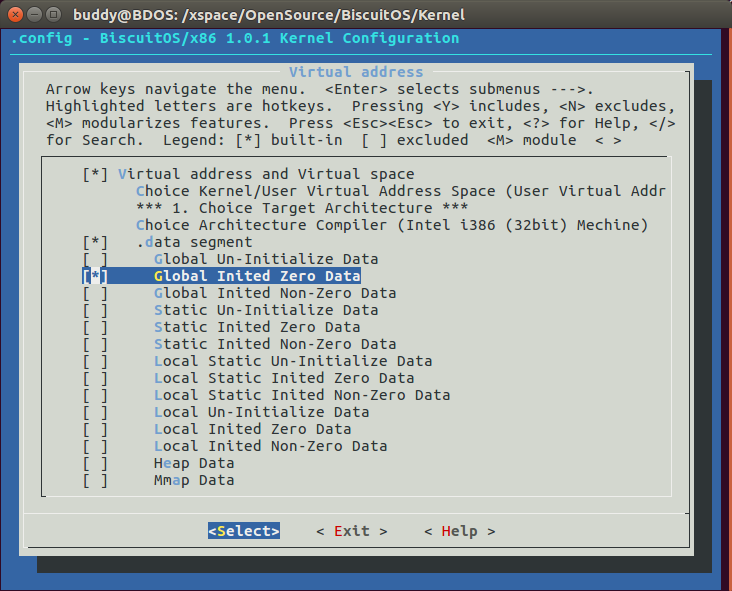 buddy@BDOS: /xspace/OpenSource/BiscuitOS/Kernel
.config - BiscuitOS/x86 1.0.1 Kernel Configuration
Virtual address
Arrow keys navigate the menu.  <Enter> selects submenus --->.
Highlighted letters are hotkeys.  Pressing <Y> includes, <N> excludes,
<M> modularizes features.  Press <Esc><Esc> to exit, <?> for Help, </>
for Search.  Legend: [*] built-in  [ ] excluded  <M> module  < >
[*] Virtual address and Virtual space
Choice Kernel/User Virtual Address Space (User Virtual Addr
*** 1. Choice Target Architecture ***
Choice Architecture Compiler (Intel i386 (32bit) Mechine)
[*]   .data segment
[ ]     Global Un-Initialize Data
[*]     Global Inited Zero Data
[ ]     Global Inited Non-Zero Data
[ ]     Static Un-Initialize Data
[ ]     Static Inited Zero Data
[ ]     Static Inited Non-Zero Data
[ ]     Local Static Un-Initialize Data
[ ]     Local Static Inited Zero Data
[ ]     Local Static Inited Non-Zero Data
[ ]     Local Un-Initialize Data
[ ]     Local Inited Zero Data
[ ]     Local Inited Non-Zero Data
[ ]     Heap Data
[ ]     Mmap Data
<Select>    < Exit >    < Help >